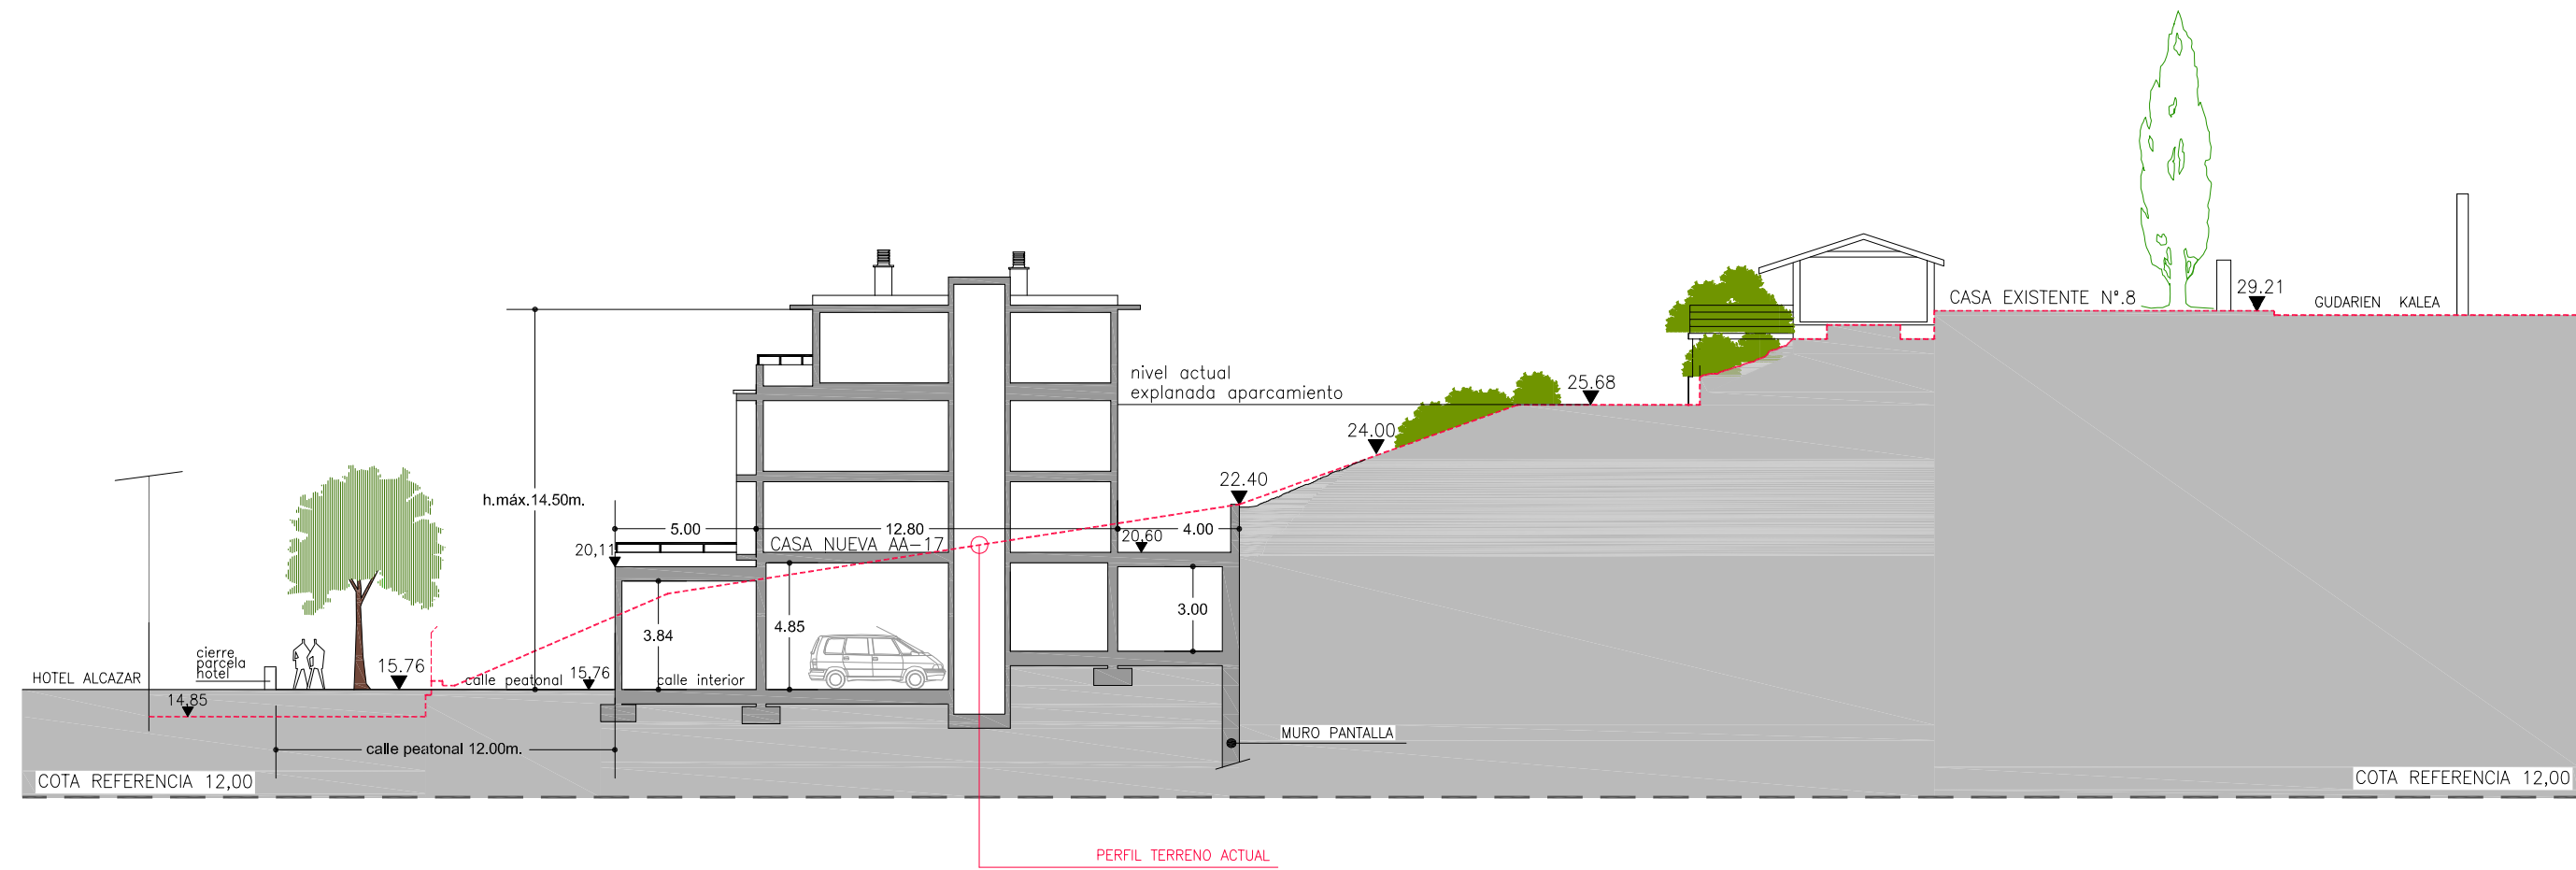 29.21
CASA EXISTENTE Nº.8
GUDARIEN KALEA
nivel actual
explanada aparcamiento
25.68
24.00
22.40
h.máx.14.50m.
5.00
12.80
4.00
20,11
CASA NUEVA AA-17
20,60
3.84
4.85
3.00
cierre
parcela
hotel
HOTEL ALCAZAR
15.76
calle peatonal
15,76
calle interior
14,85
calle peatonal 12.00m.
MURO PANTALLA
COTA REFERENCIA 12,00
COTA REFERENCIA 12,00
PERFIL TERRENO ACTUAL